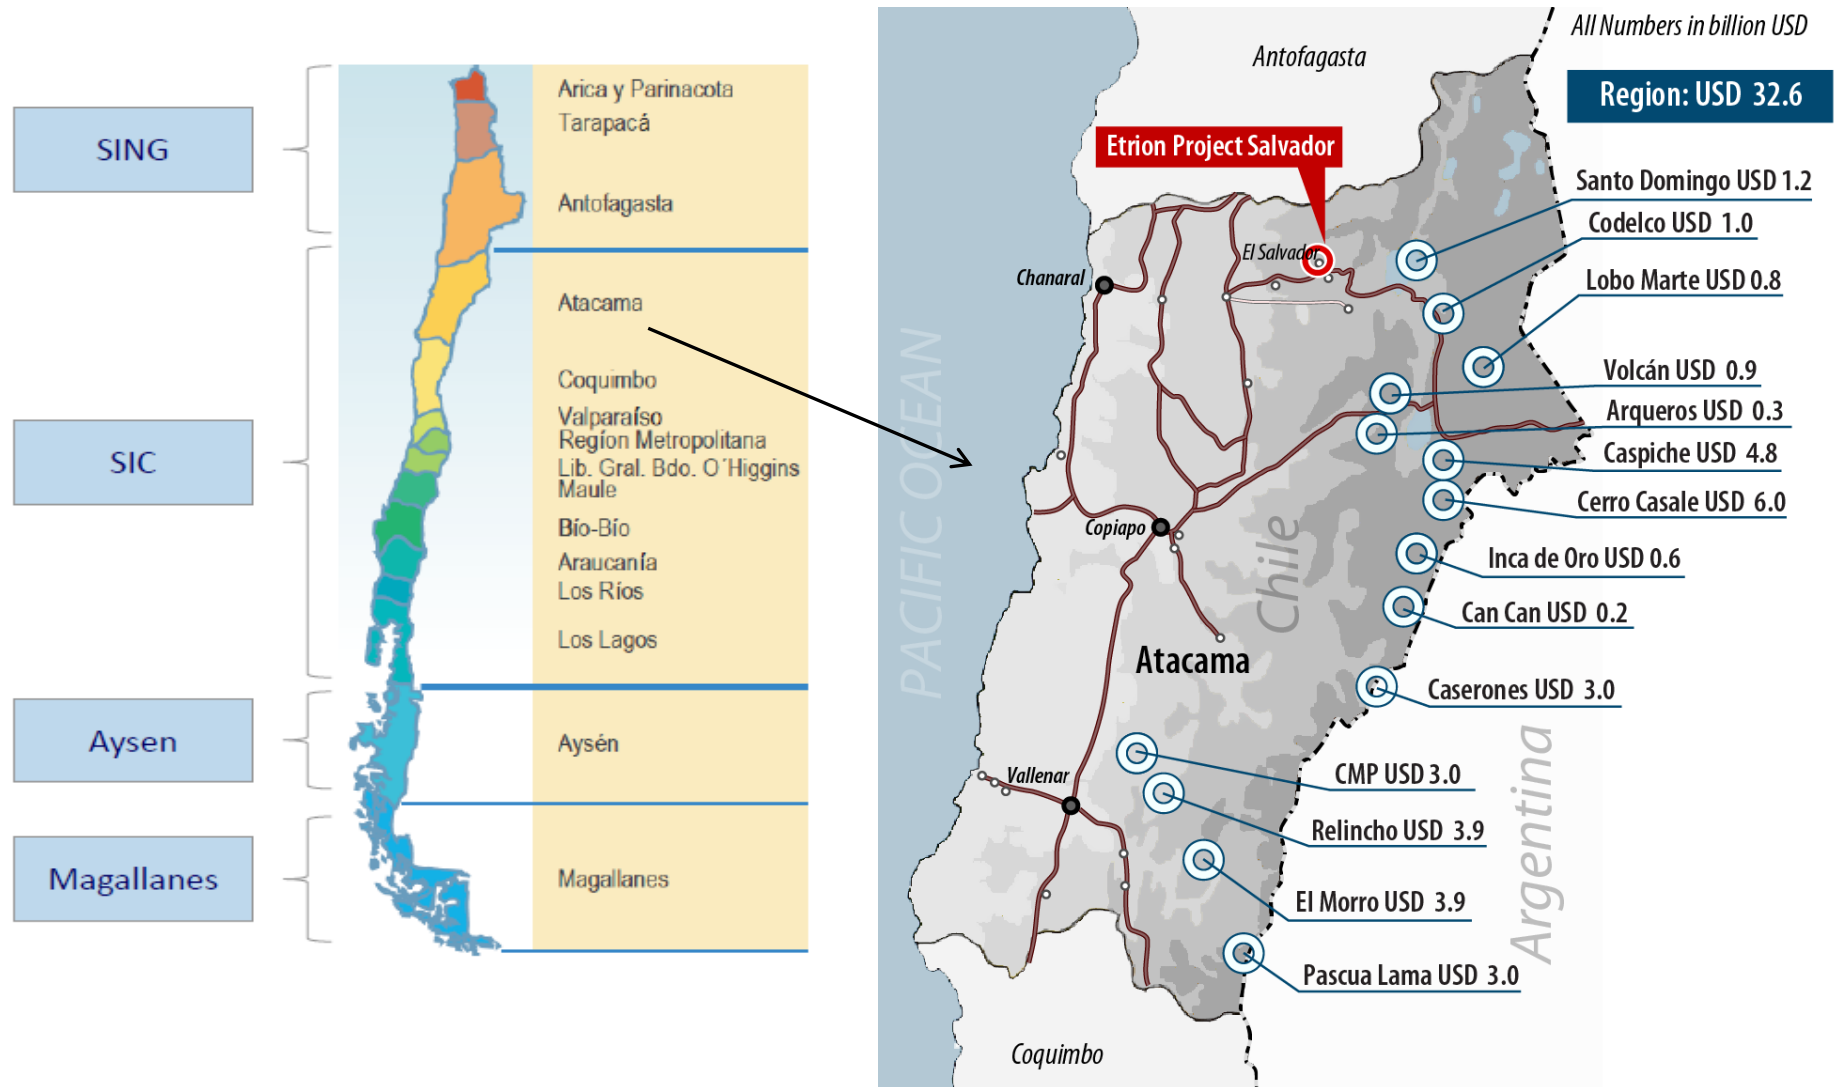 SING
SIC
Aysen
Magallanes
Arica y Parinacota
Tarapacá
Antofagasta
Atacama
Coquimbo
Valparaíso
Regíon Metropolitana
Lib. Gral. Bdo. O´Higgins
Maule
Bío-Bío
Araucanía
Los Ríos
Los Lagos
Aysén
Magallanes
All Numbers in billion USD
Region: USD 32.6
Antofagasta
Etrion Project Salvador
Santo Domingo USD 1.2
Codelco USD 1.0
El Salvador
Chanaral
Lobo Marte USD 0.8
Volcán USD 0.9
Arqueros USD 0.3
Caspiche USD 4.8
Cerro Casale USD 6.0
PACIFIC OCEAN
Copiapo
Chile
Inca de Oro USD 0.6
Can Can USD 0.2
Atacama
Caserones USD 3.0
Vallenar
CMP USD 3.0
Relincho USD 3.9
Argentina
El Morro USD 3.9
Pascua Lama USD 3.0
Coquimbo